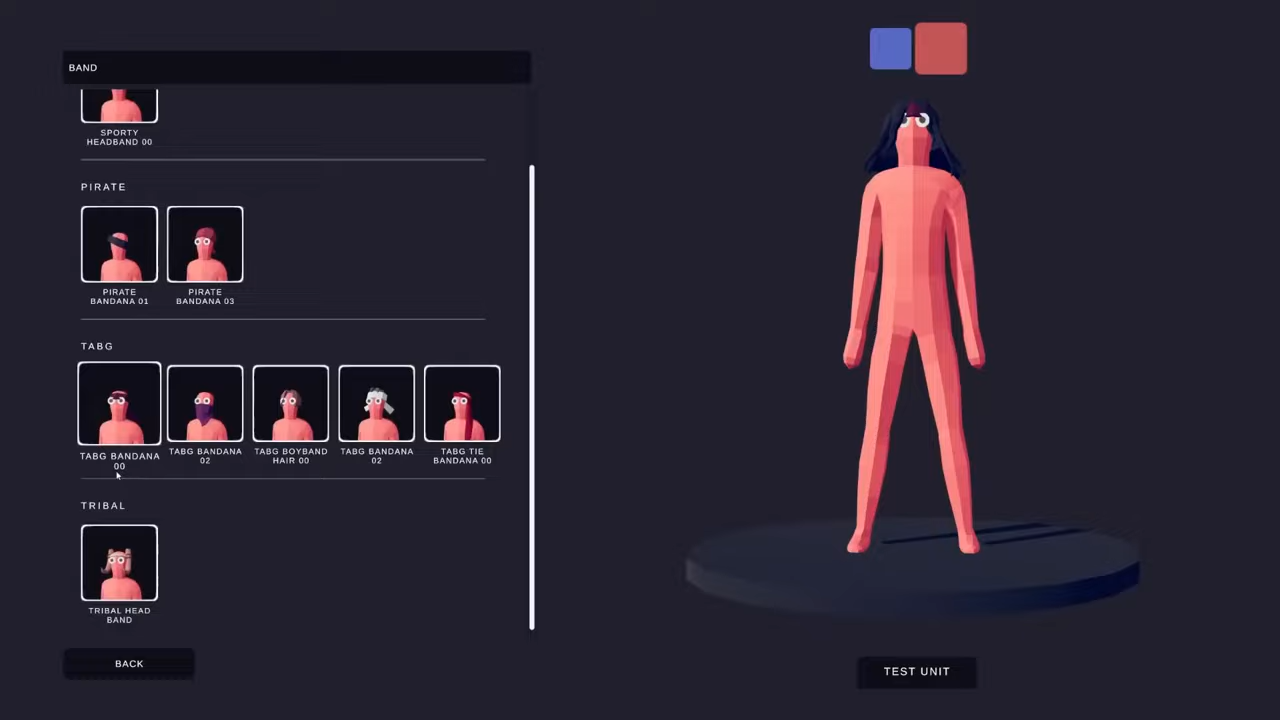 BAND
SPORTY
HEADBAND 00
PIRATE
PIRATE
BANDANA 01
PIRATE
BANDANA 03
TABG
TABG BANDANA
00
TABG BANDANA
02
TABG BOYBAND
HAIR 00
TABG BANDANA
02
TABG TIE
BANDANA 00
TRIBAL
TRIBAL HEAD
BAND
BACK
TEST UNIT